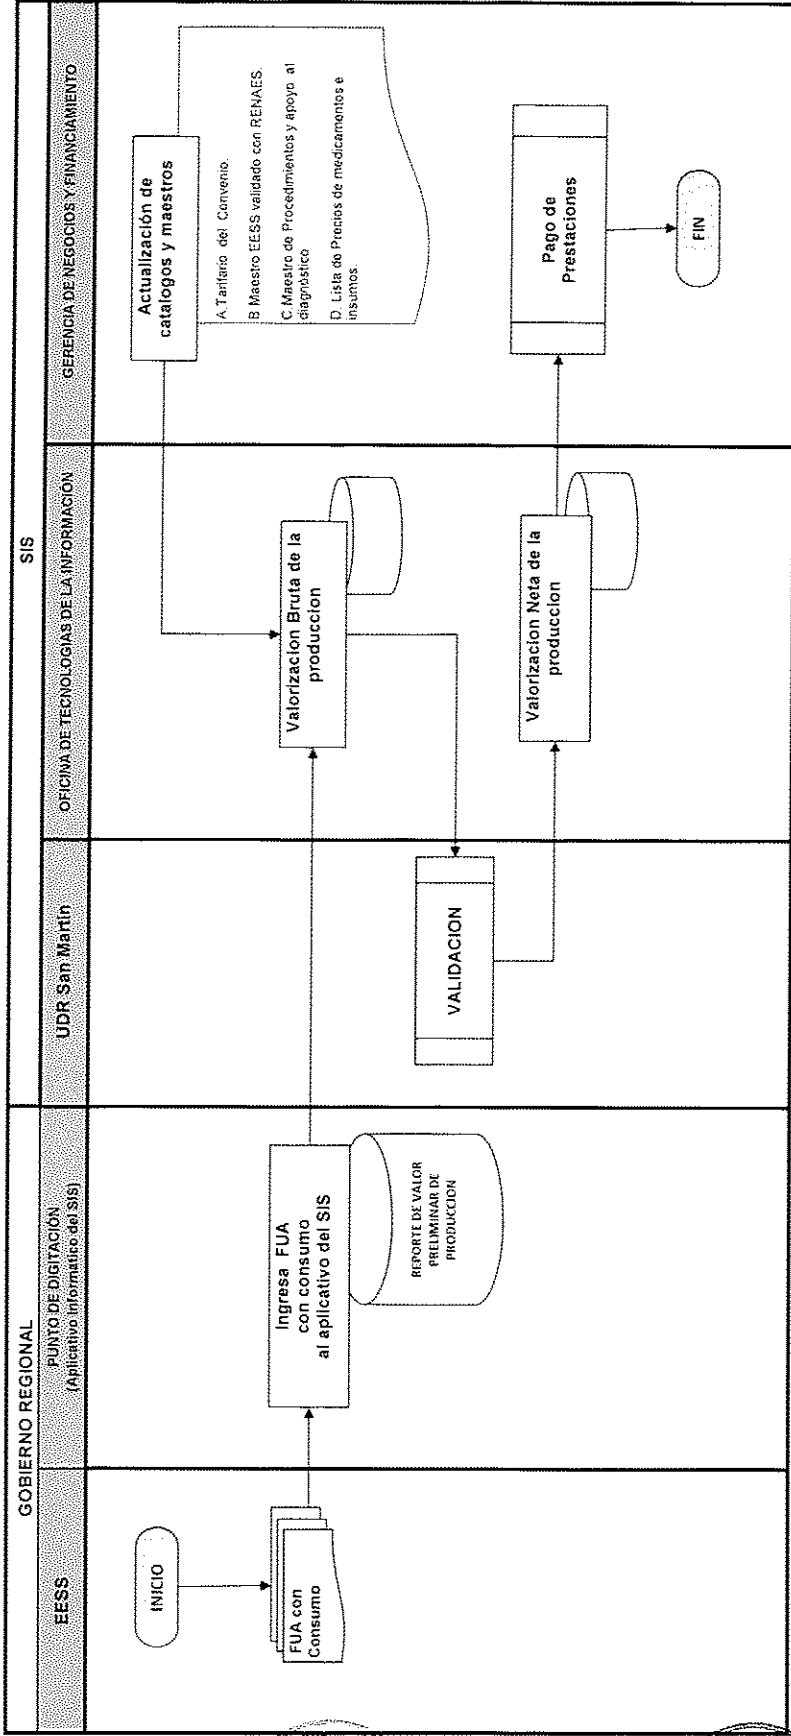 GOBIERNO REGIONAL
SIS
EESS
PUNTO DE DIGITACIÓN
(Aplicativo Informatico del SIS)
UDR San Martin
OFICINA DE TECNOLOGIAS DE LA INFORMACIÓN
GERENCIA DE NEGOCIOS Y FINANCIAMIENTO
INICIO
FUA con
Consumo
Ingresa FUA
con consumo
al aplicativo del SIS
REPORTE DE VALOR
PRELIMINAR DE
PRODUCCION
VALIDACION
Valorizacion Bruta de la
produccion
Valorizacion Neta de la
produccion
Actualización de
catalogos y maestros
A. Tarifario del Convenio.
B Maestro EESS validado con RENAES.
C. Maestro de Procedimientos y apoyo al
diagnóstico
D. Lista de Precios de medicamentos e
insumos.
Pago de
Prestaciones
FIN